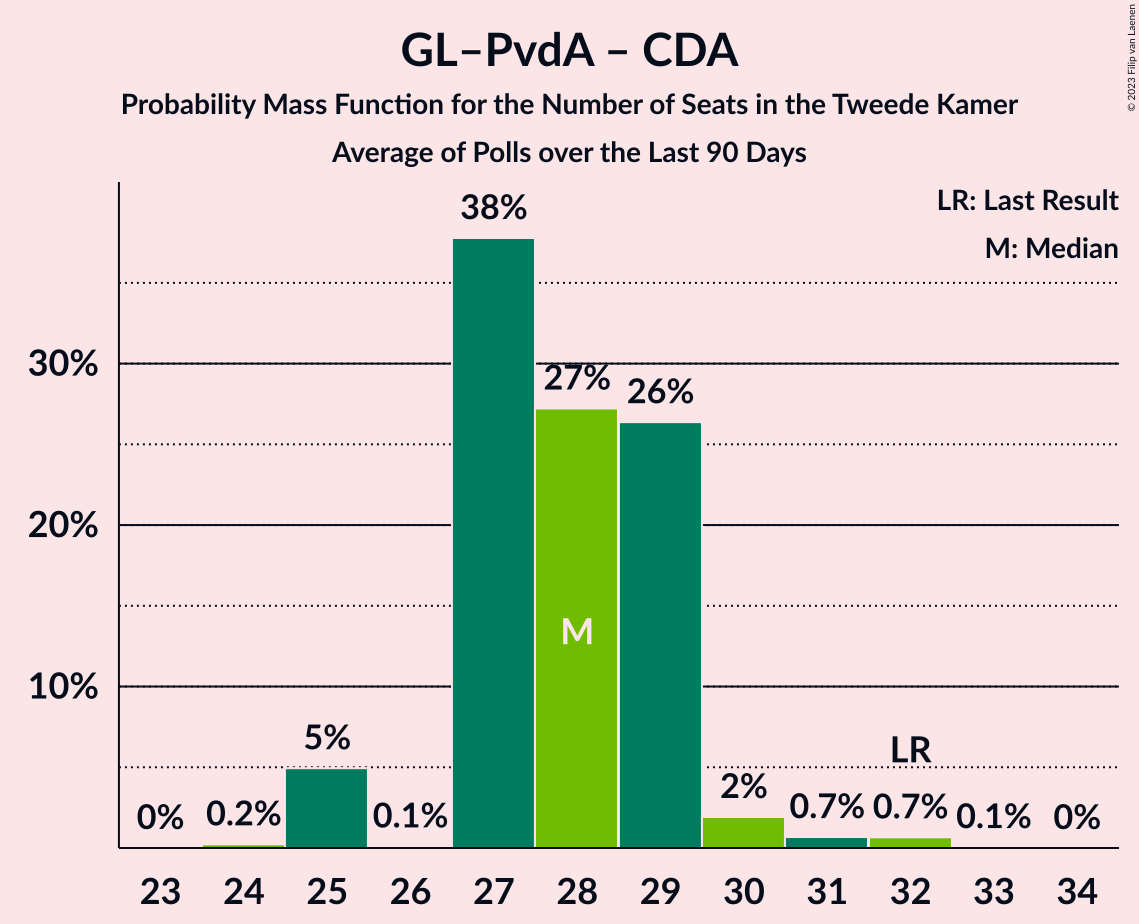 GL–PvdA – CDA
Probability Mass Function for the Number of Seats in the Tweede Kamer
Average of Polls over the Last 90 Days
© 2023 Filip van Laenen
LR: Last Result
M: Median
38%
30%
27%
26%
20%
M
10%
5%
LR
0%
0.2%
0.1%
2%
0.7%
0.7%
0.1%
0%
23 24 25 26 27 28 29 30 31 32 33 34